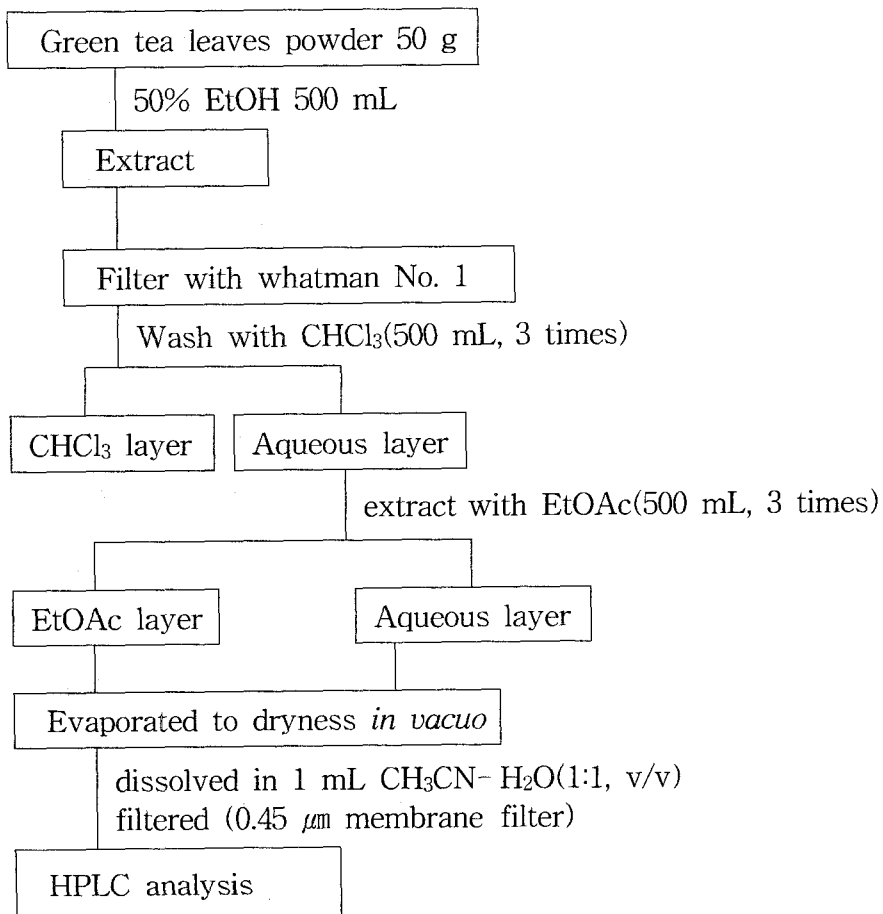 Green tea leaves powder 50 g
50% EtOH 500 mL
Extract
Filter with whatman No. 1
Wash with CHCl₃(500 mL, 3 times)
CHCl₃ layer
Aqueous layer
extract with EtOAc(500 mL, 3 times)
EtOAc layer
Aqueous layer
Evaporated to dryness in vacuo
dissolved in 1 mL CH₃CN-H₂O(1:1, v/v)
filtered (0.45 ㎛ membrane filter)
HPLC analysis